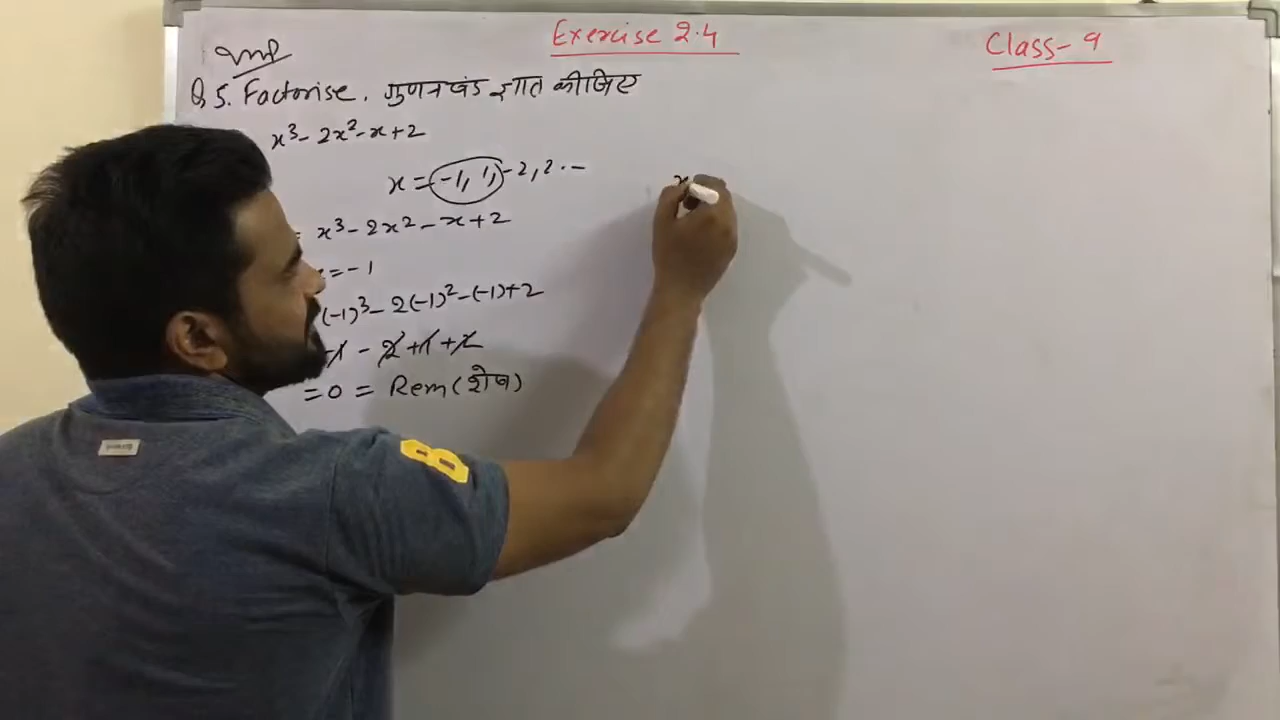 Exercise 2.4
Class-9
Imp
Q5. Factorise. गुणनखंड ज्ञात कीजिए
x³-2x²-x+2
x = -1, 1, -2, 2 . -
= x³-2x²-x+2
=-1
(-1)³-2(-1)²-(-1)+2
-1 - 2 + 1 + 2
= 0 = Rem (शेष)
x
B